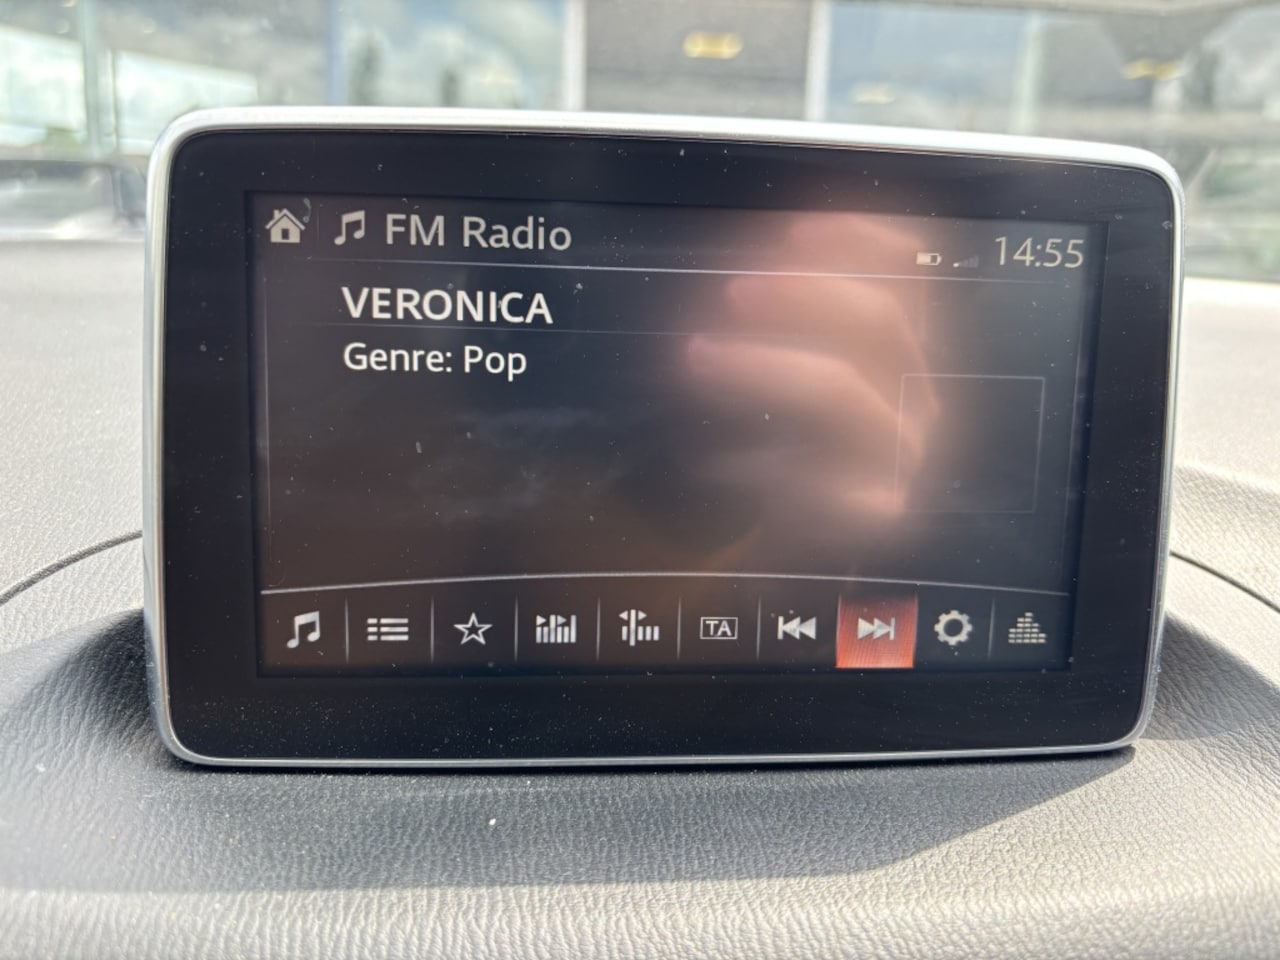 FM Radio
14:55
VERONICA
Genre: Pop
TA